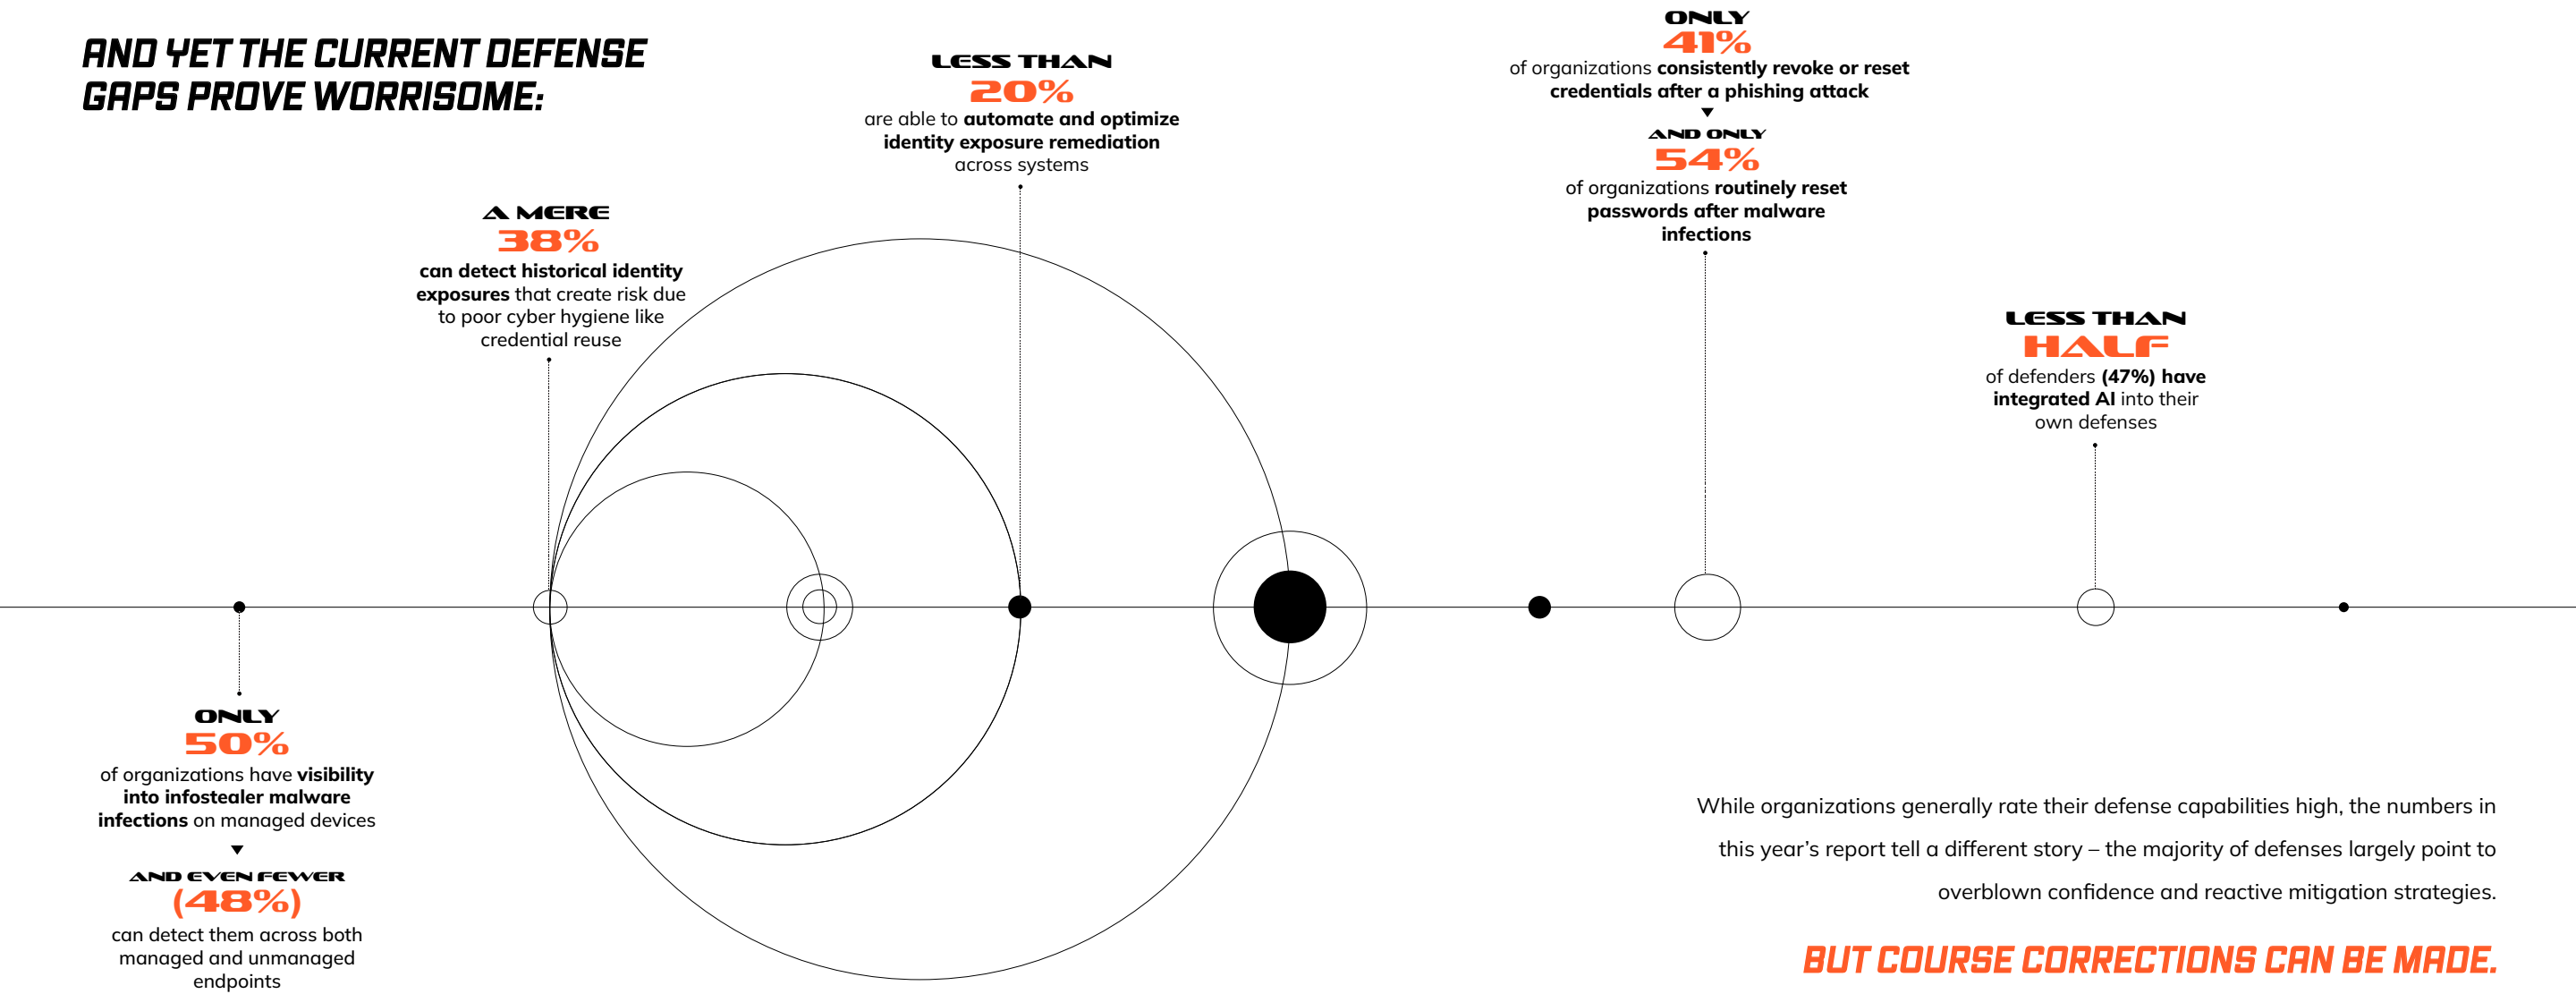 AND YET THE CURRENT DEFENSE
GAPS PROVE WORRISOME:
ONLY
50%
of organizations have visibility
into infostealer malware
infections on managed devices
AND EVEN FEWER
(48%)
can detect them across both
managed and unmanaged
endpoints
A MERE
38%
can detect historical identity
exposures that create risk due
to poor cyber hygiene like
credential reuse
LESS THAN
20%
are able to automate and optimize
identity exposure remediation
across systems
ONLY
41%
of organizations consistently revoke or reset
credentials after a phishing attack
AND ONLY
54%
of organizations routinely reset
passwords after malware
infections
LESS THAN
HALF
of defenders (47%) have
integrated AI into their
own defenses
While organizations generally rate their defense capabilities high, the numbers in
this year’s report tell a different story – the majority of defenses largely point to
overblown confidence and reactive mitigation strategies.
BUT COURSE CORRECTIONS CAN BE MADE.